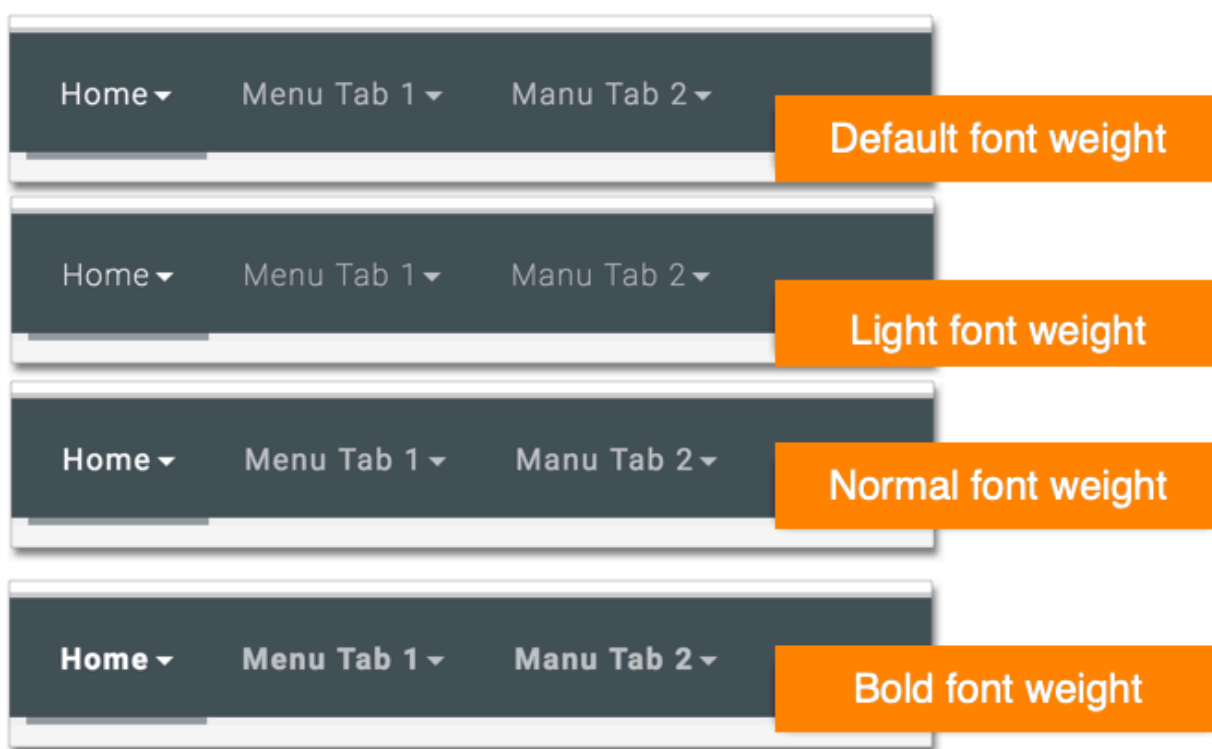 Home Menu Tab 1 Manu Tab 2
Default font weight
Home Menu Tab 1 Manu Tab 2
Light font weight
Home Menu Tab 1 Manu Tab 2
Normal font weight
Home Menu Tab 1 Manu Tab 2
Bold font weight